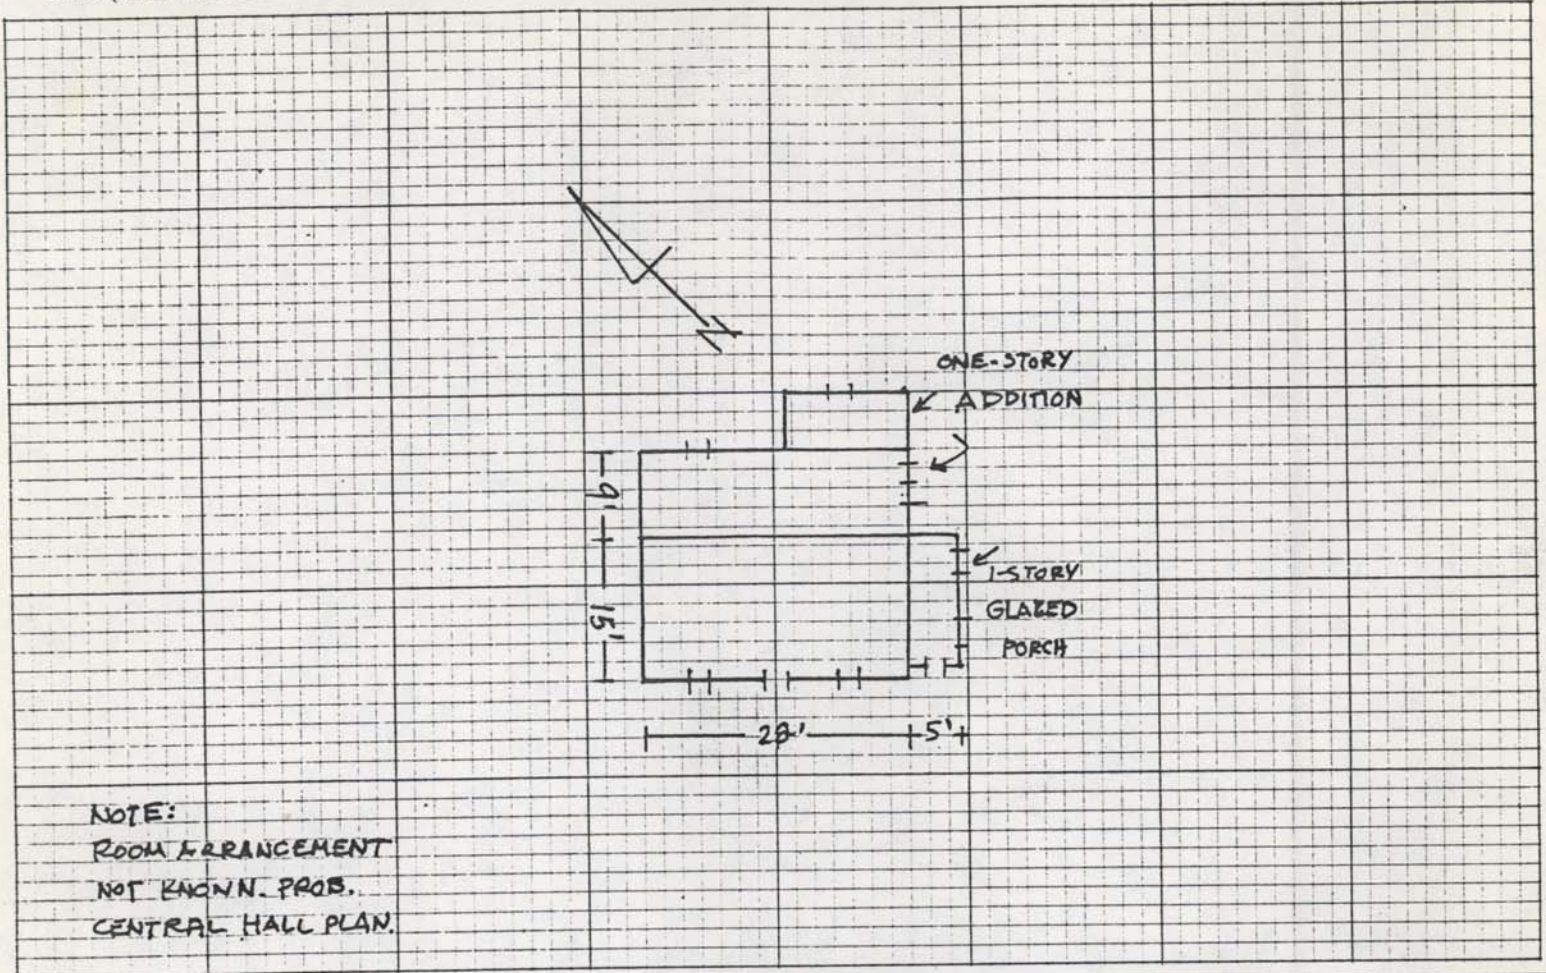 N
ONE-STORY
ADDITION
9'
15'
1-STORY
GLAZED
PORCH
28'
5'
NOTE:
ROOM ARRANGEMENT
NOT KNOWN. PROB.
CENTRAL HALL PLAN.